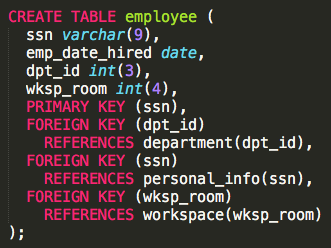 CREATE TABLE employee (
  ssn varchar(9),
  emp_date_hired date,
  dpt_id int(3),
  wksp_room int(4),
  PRIMARY KEY (ssn),
  FOREIGN KEY (dpt_id)
    REFERENCES department(dpt_id),
  FOREIGN KEY (ssn)
    REFERENCES personal_info(ssn),
  FOREIGN KEY (wksp_room)
    REFERENCES workspace(wksp_room)
);